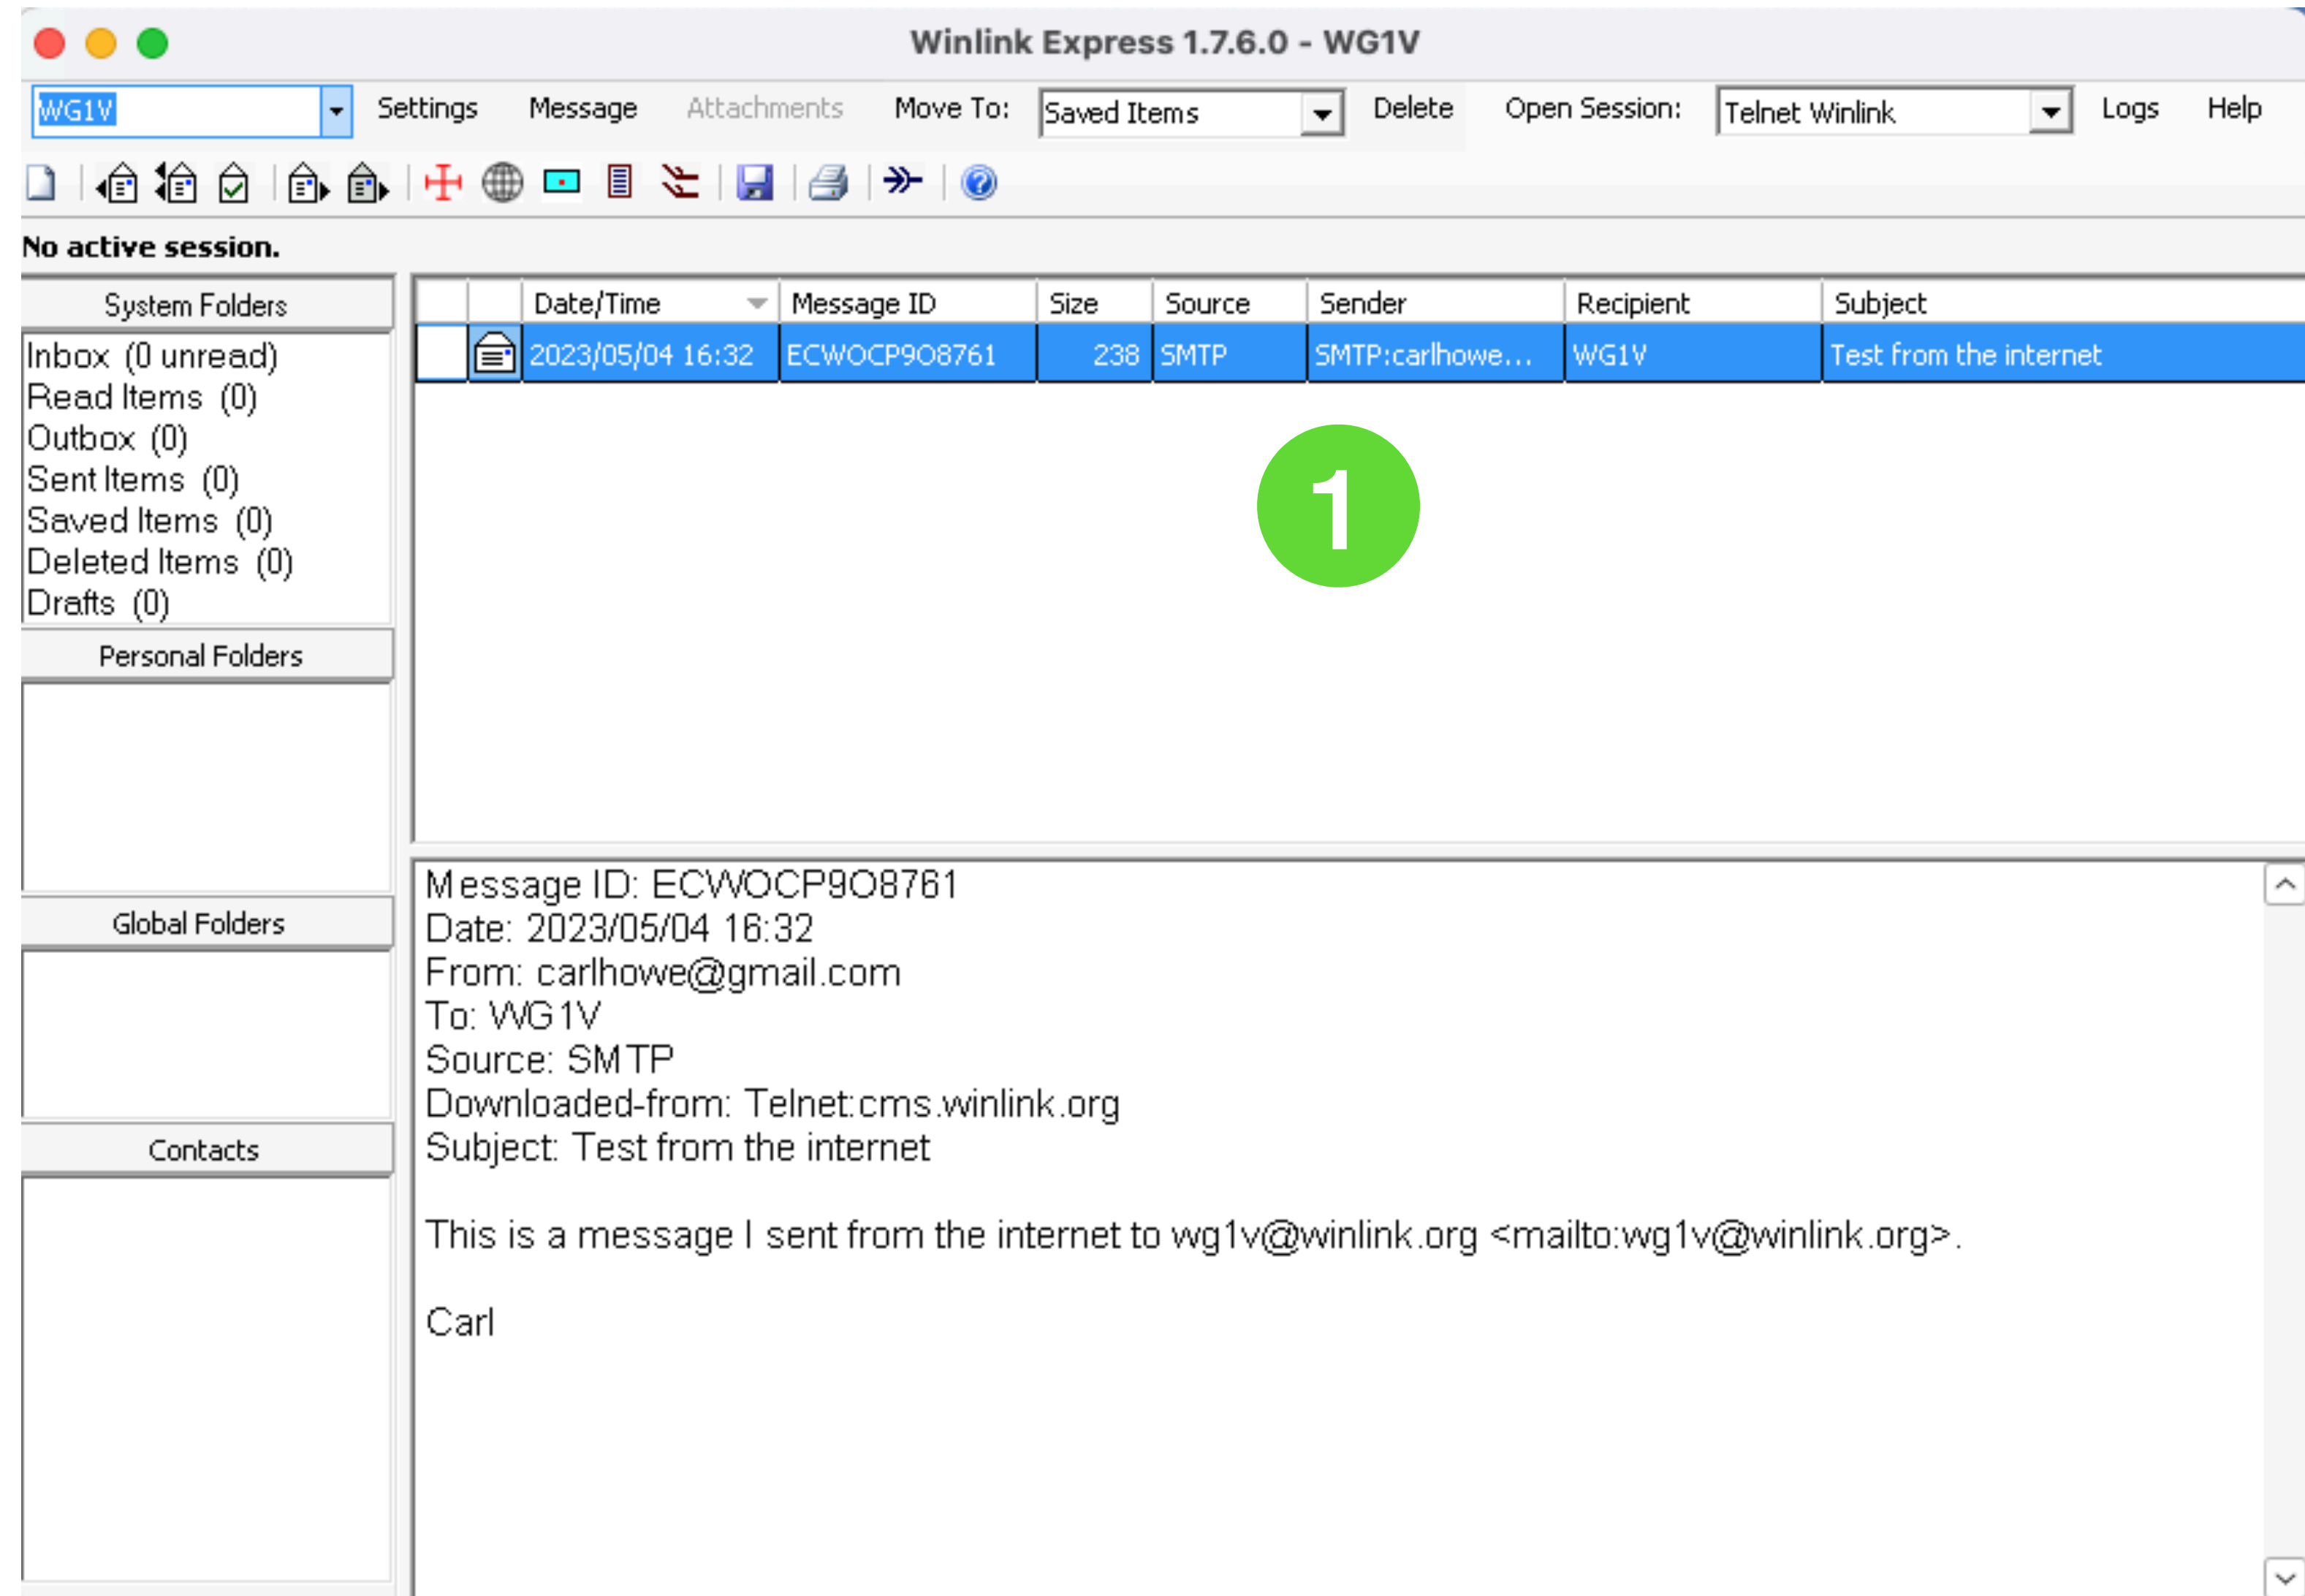 Winlink Express 1.7.6.0 - WG1V
WG1V Settings Message Attachments Move To: Saved Items Delete Open Session: Telnet Winlink Logs Help
No active session.
System Folders
Inbox (0 unread)
Read Items (0)
Outbox (0)
Sent Items (0)
Saved Items (0)
Deleted Items (0)
Drafts (0)
Personal Folders
Global Folders
Contacts
Date/Time Message ID Size Source Sender Recipient Subject
2023/05/04 16:32 ECWOCP9O8761 238 SMTP SMTP:carlhowe... WG1V Test from the internet
1
Message ID: ECWOCP9O8761
Date: 2023/05/04 16:32
From: carlhowe@gmail.com
To: WG1V
Source: SMTP
Downloaded-from: Telnet:cms.winlink.org
Subject: Test from the internet
This is a message I sent from the internet to wg1v@winlink.org <mailto:wg1v@winlink.org>.
Carl